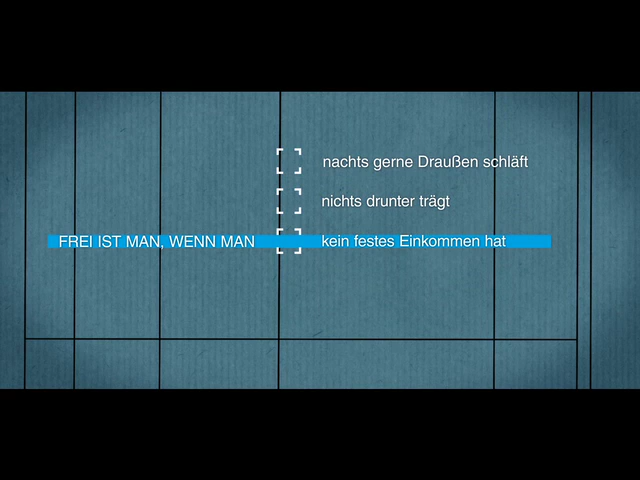 nachts gerne Draußen schläft
nichts drunter trägt
FREI IST MAN, WENN MAN kein festes Einkommen hat